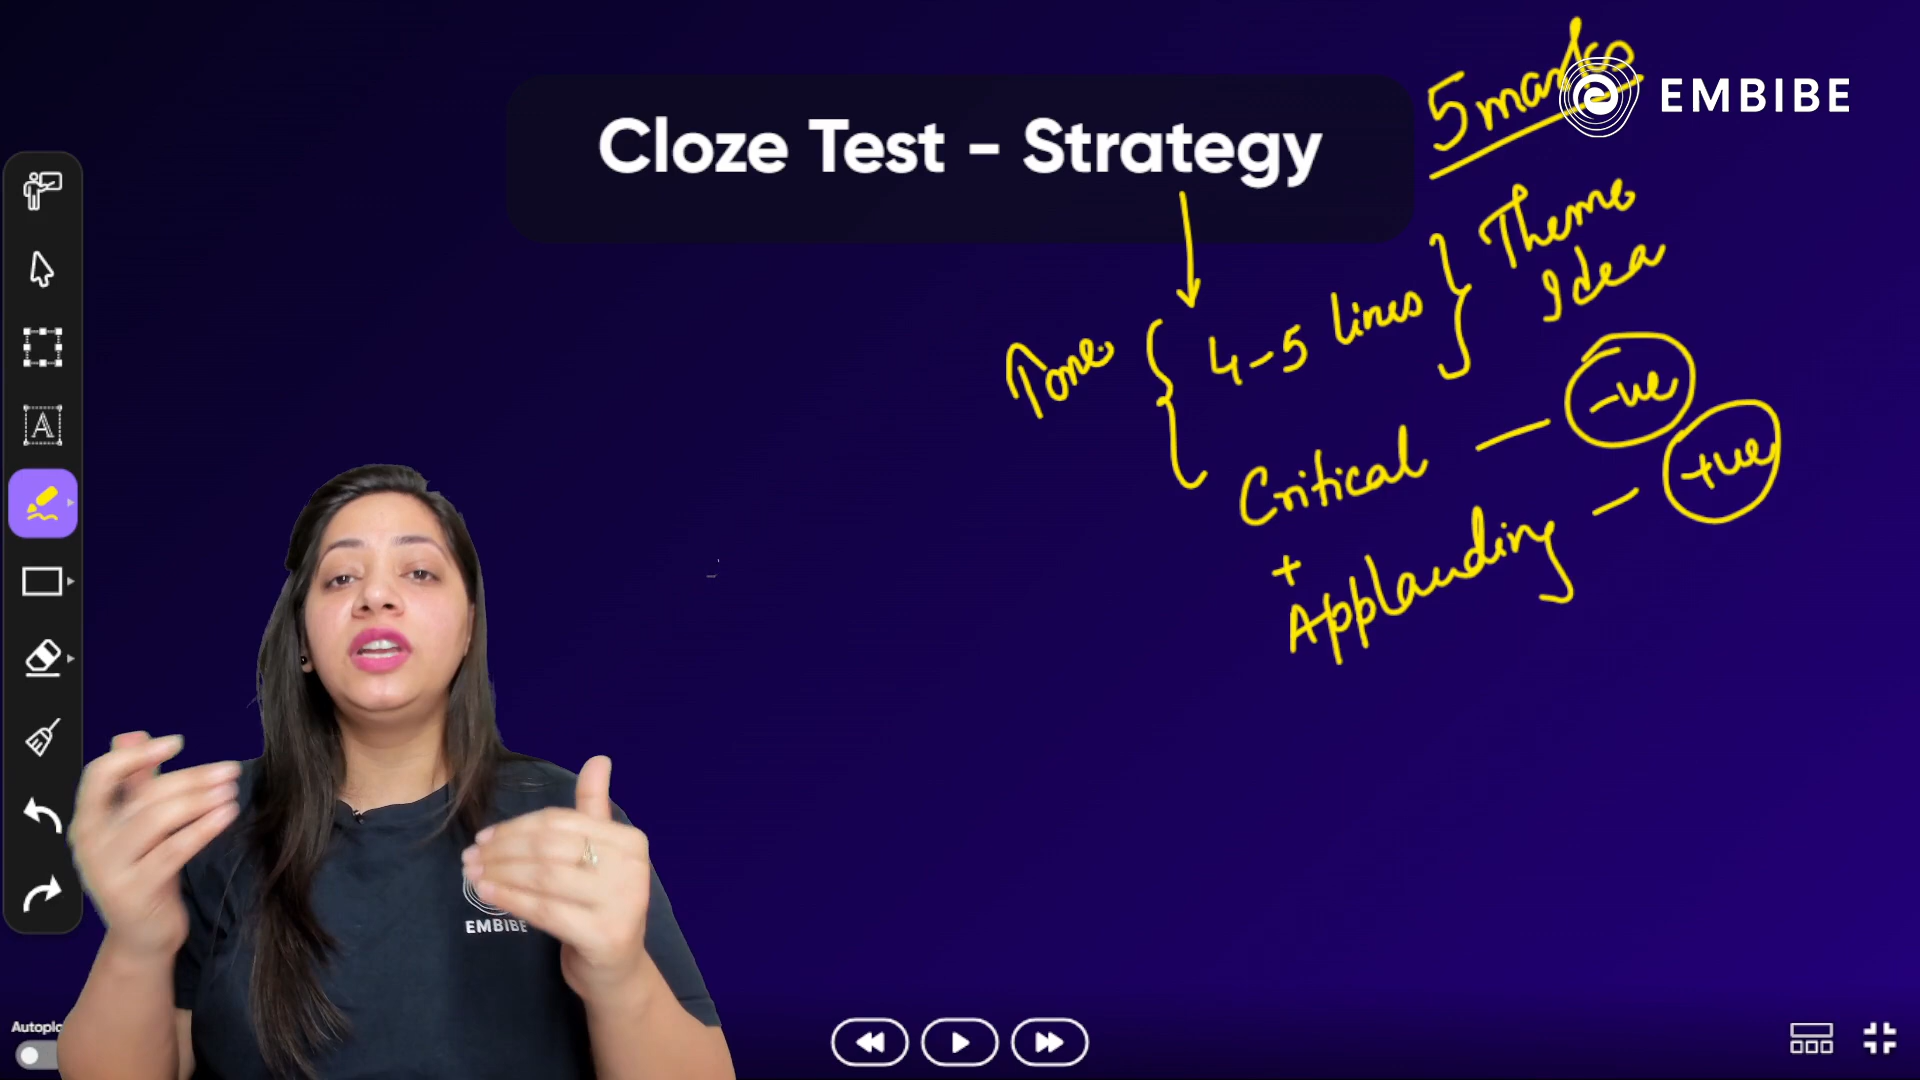 5 marks
EMBIBE
Cloze Test - Strategy
Theme
Idea
Tone
4-5 lines
Critical - -ve
+
Applauding - +ve
A
EMBIBE